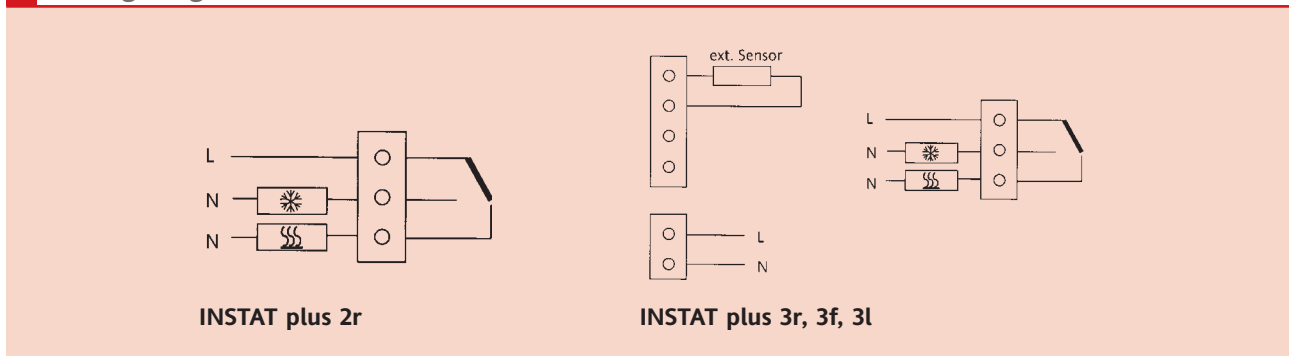 L
N
N
INSTAT plus 2r
ext. Sensor
L
N
L
N
N
INSTAT plus 3r, 3f, 3l